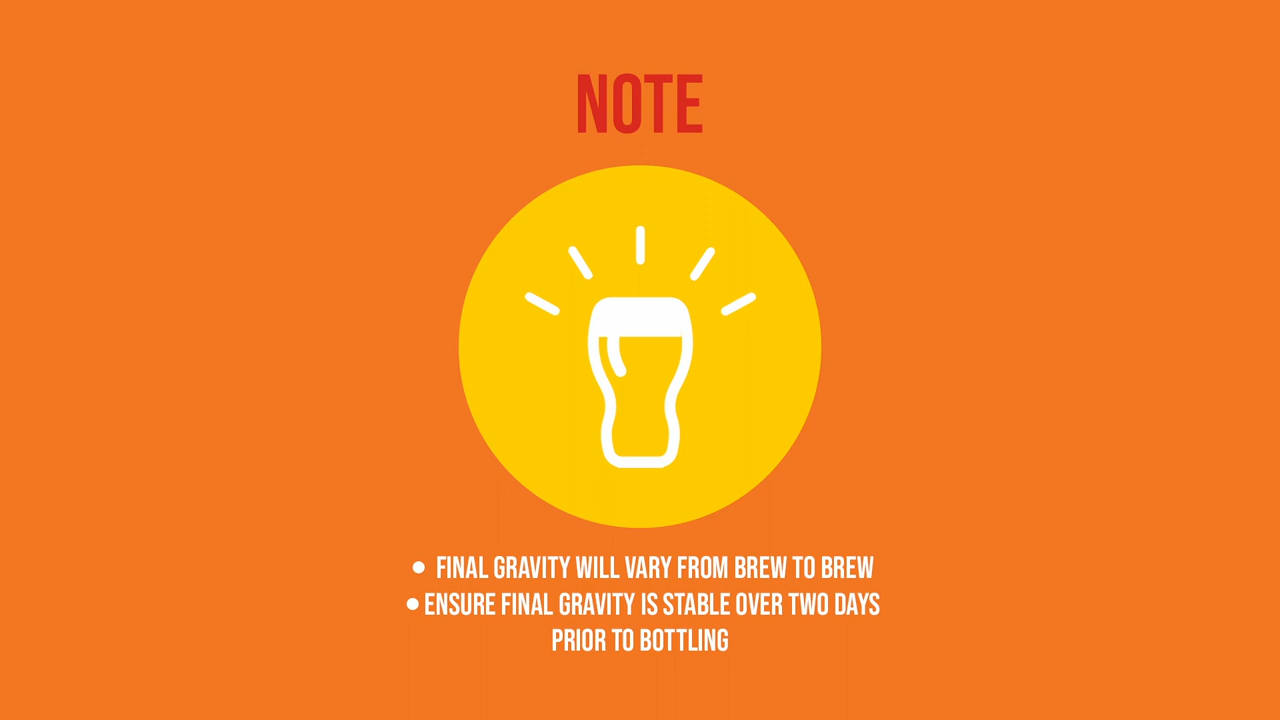 NOTE
• FINAL GRAVITY WILL VARY FROM BREW TO BREW
• ENSURE FINAL GRAVITY IS STABLE OVER TWO DAYS
PRIOR TO BOTTLING